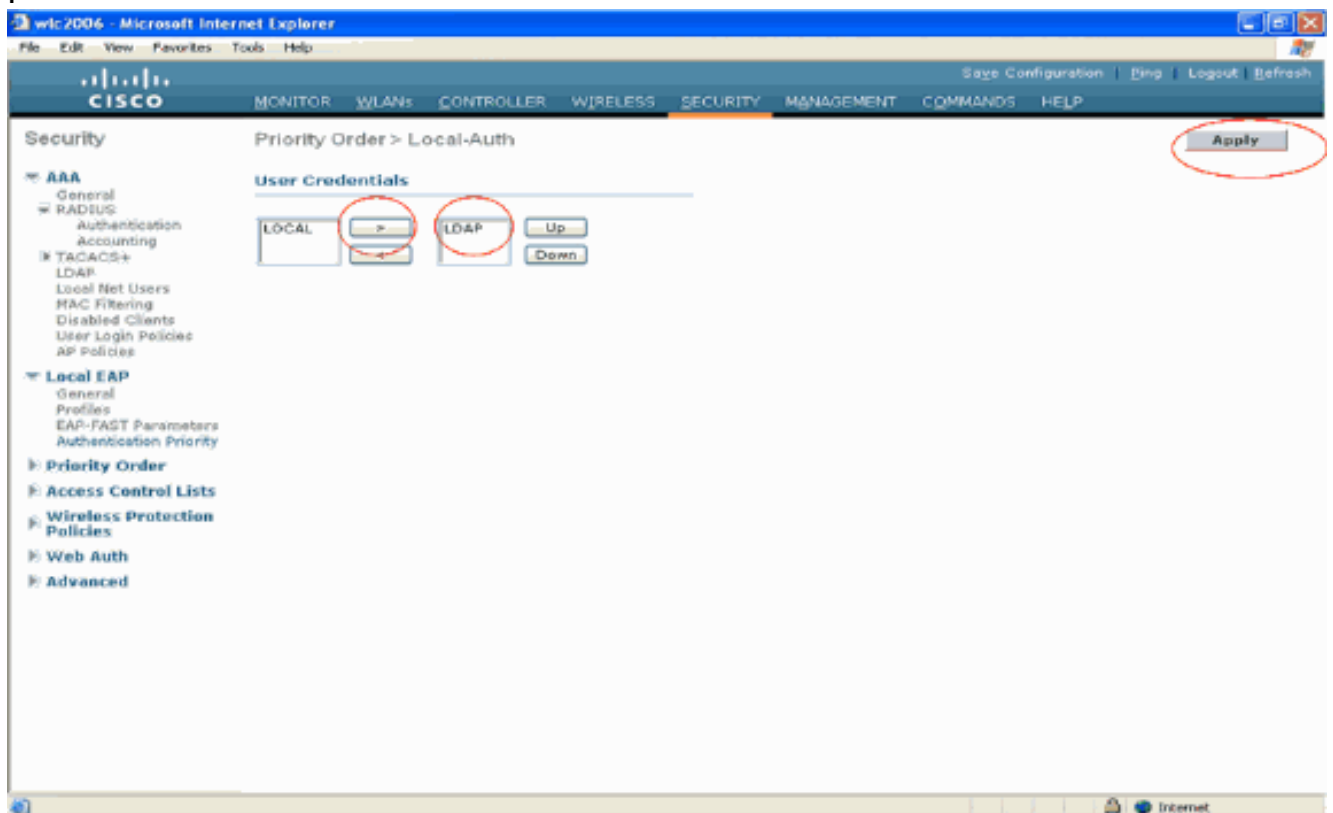 wlc2006 - Microsoft Internet Explorer
File Edit View Favorites Tools Help
Save Configuration | Ping | Logout | Refresh
CISCO
MONITOR WLANs CONTROLLER WIRELESS SECURITY MANAGEMENT COMMANDS HELP
Security
Priority Order > Local-Auth
Apply
AAA
General
RADIUS
Authentication
Accounting
TACACS+
LDAP
Local Net Users
MAC Filtering
Disabled Clients
User Login Policies
AP Policies
Local EAP
General
Profiles
EAP-FAST Parameters
Authentication Priority
Priority Order
Access Control Lists
Wireless Protection
Policies
Web Auth
Advanced
User Credentials
LOCAL > LDAP Up
< Down
Internet